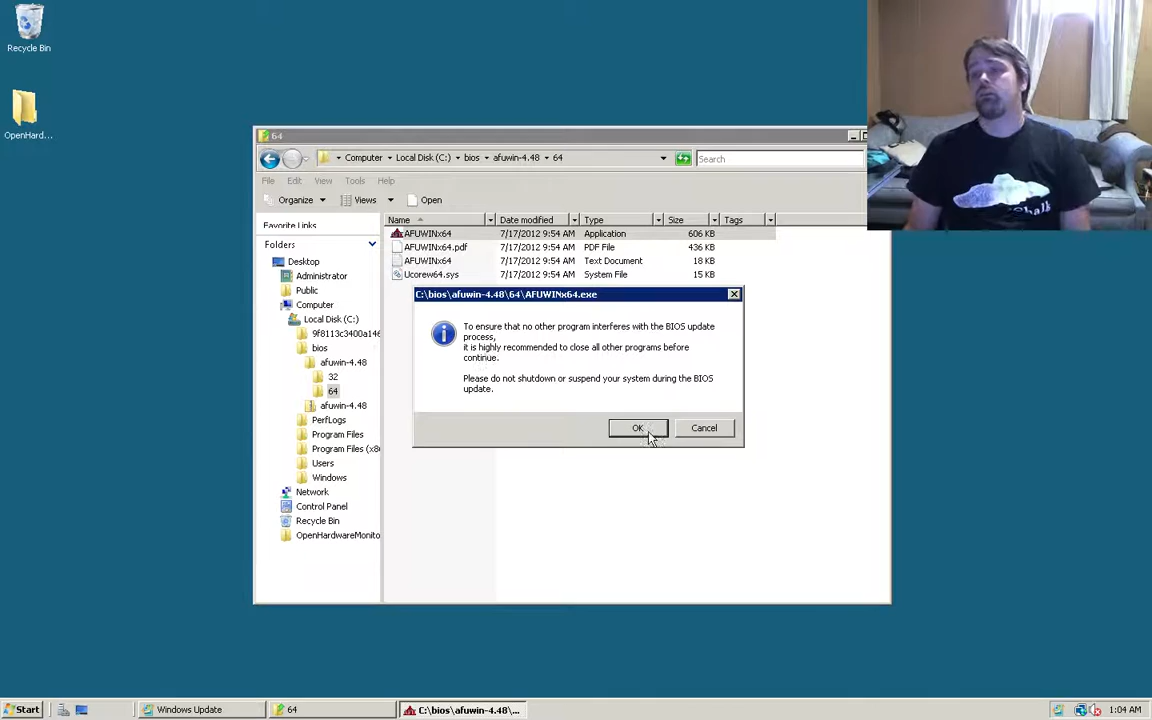 Recycle Bin
OpenHard...
64
Computer Local Disk (C:) bios afuwin-4.48 64
Search
File Edit View Tools Help
Organize Views Open
Favorite Links
Folders
Desktop
Administrator
Public
Computer
Local Disk (C:)
9f8113c3400a146
bios
afuwin-4.48
32
64
afuwin-4.48
PerfLogs
Program Files
Program Files (x8
Users
Windows
Network
Control Panel
Recycle Bin
OpenHardwareMonito
Name Date modified Type Size Tags
AFUWINx64 7/17/2012 9:54 AM Application 606 KB
AFUWINx64.pdf 7/17/2012 9:54 AM PDF File 436 KB
AFUWINx64 7/17/2012 9:54 AM Text Document 18 KB
Ucorew64.sys 7/17/2012 9:54 AM System File 15 KB
C:\bios\afuwin-4.48\64\AFUWINx64.exe
To ensure that no other program interferes with the BIOS update
process,
it is highly recommended to close all other programs before
continue.
Please do not shutdown or suspend your system during the BIOS
update.
OK Cancel
Start Windows Update 64 C:\bios\afuwin-4.48\... 1:04 AM